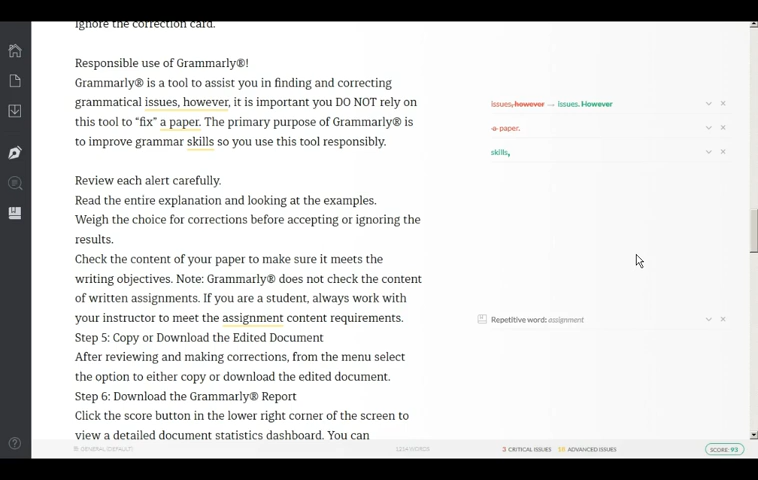 Ignore the correction card.
Responsible use of Grammarly®!
Grammarly® is a tool to assist you in finding and correcting
grammatical issues, however, it is important you DO NOT rely on
this tool to “fix” a paper. The primary purpose of Grammarly® is
to improve grammar skills so you use this tool responsibly.
issues, however → issues. However
a paper.
skills,
Review each alert carefully.
Read the entire explanation and looking at the examples.
Weigh the choice for corrections before accepting or ignoring the
results.
Check the content of your paper to make sure it meets the
writing objectives. Note: Grammarly® does not check the content
of written assignments. If you are a student, always work with
your instructor to meet the assignment content requirements.
Repetitive word: assignment
Step 5: Copy or Download the Edited Document
After reviewing and making corrections, from the menu select
the option to either copy or download the edited document.
Step 6: Download the Grammarly® Report
Click the score button in the lower right corner of the screen to
view a detailed document statistics dashboard. You can
GENERAL (DEFAULT) WORDS 3 CRITICAL ISSUES ADVANCED ISSUES SCORE: 93